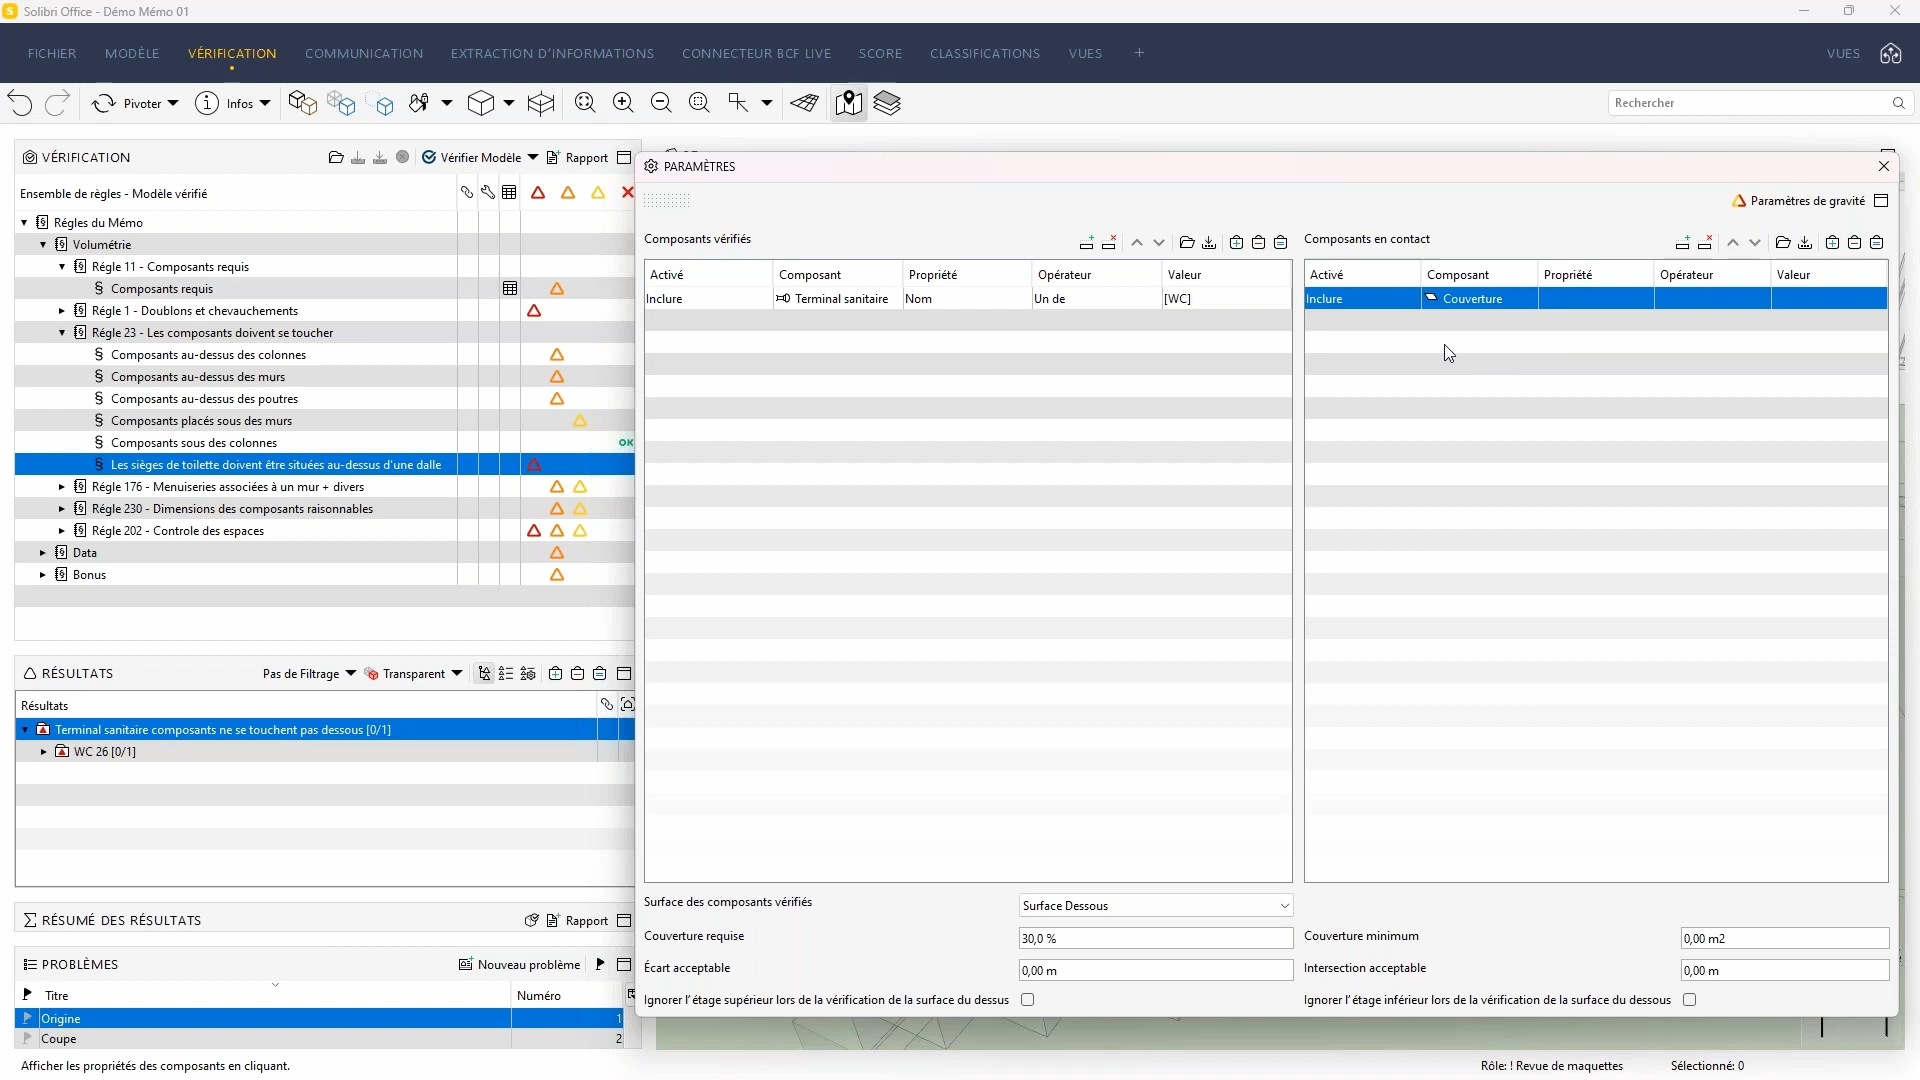 Solibri Office - Démo Mémo 01
FICHIER MODÈLE VÉRIFICATION COMMUNICATION EXTRACTION D'INFORMATIONS CONNECTEUR BCF LIVE SCORE CLASSIFICATIONS VUES + VUES
Pivoter Infos Rechercher
VÉRIFICATION Vérifier Modèle Rapport
Ensemble de règles - Modèle vérifié
Régles du Mémo
Volumétrie
Régle 11 - Composants requis
§ Composants requis
Régle 1 - Doublons et chevauchements
Régle 23 - Les composants doivent se toucher
§ Composants au-dessus des colonnes
§ Composants au-dessus des murs
§ Composants au-dessus des poutres
§ Composants placés sous des murs
§ Composants sous des colonnes OK
§ Les sièges de toilette doivent être situées au-dessus d'une dalle
Régle 176 - Menuiseries associées à un mur + divers
Régle 230 - Dimensions des composants raisonnables
Régle 202 - Controle des espaces
Data
Bonus
RÉSULTATS Pas de Filtrage Transparent
Résultats
Terminal sanitaire composants ne se touchent pas dessous [0/1]
WC 26 [0/1]
RÉSUMÉ DES RÉSULTATS Rapport
PROBLÈMES Nouveau problème
Titre Numéro
Origine 1
Coupe 2
Afficher les propriétés des composants en cliquant.
PARAMÈTRES
Paramètres de gravité
Composants vérifiés
Activé Composant Propriété Opérateur Valeur
Inclure Terminal sanitaire Nom Un de [WC]
Composants en contact
Activé Composant Propriété Opérateur Valeur
Inclure Couverture
Surface des composants vérifiés Surface Dessous
Couverture requise 30,0 % Couverture minimum 0,00 m2
Écart acceptable 0,00 m Intersection acceptable 0,00 m
Ignorer l'étage supérieur lors de la vérification de la surface du dessus Ignorer l'étage inférieur lors de la vérification de la surface du dessous
Rôle: ! Revue de maquettes Sélectionné: 0